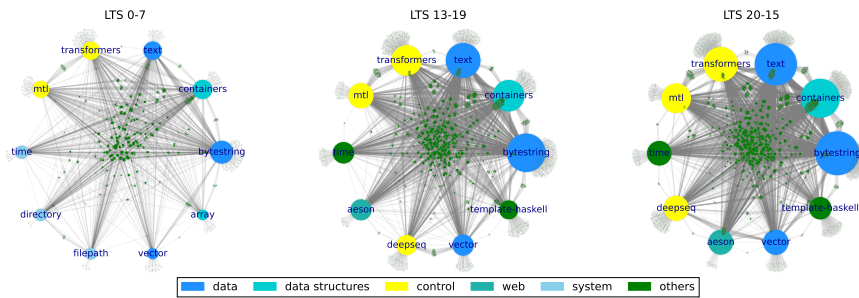 LTS 0-7
transformers
text
mtl
containers
time
bytestring
directory
array
filepath
vector
LTS 13-19
transformers
text
mtl
containers
time
bytestring
aeson
template-haskell
deepseq
vector
LTS 20-15
transformers
text
mtl
containers
time
bytestring
deepseq
template-haskell
aeson
vector
data data structures control web system others